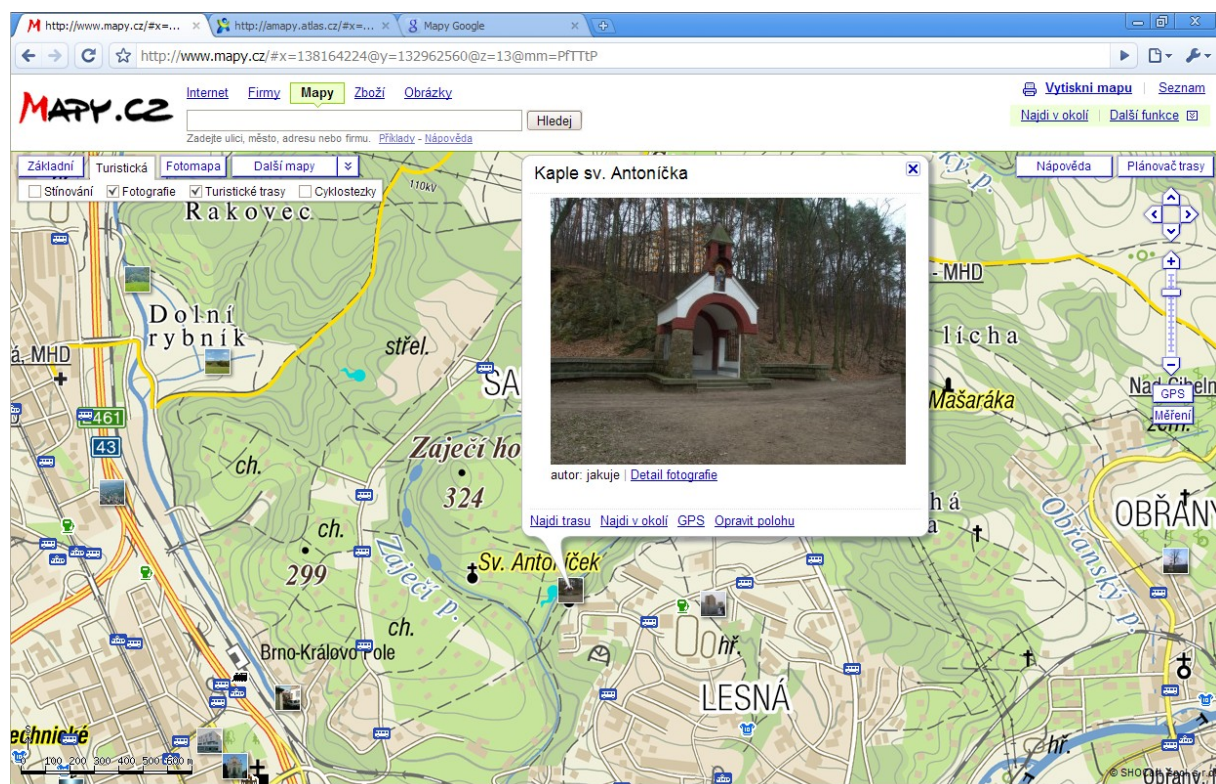 http://www.mapy.cz/#x=...
http://amapy.atlas.cz/#x=...
Mapy Google
http://www.mapy.cz/#x=138164224@y=132962560@z=13@mm=PfTTtP
MAPY.CZ
Internet Firmy Mapy Zboží Obrázky
Hledej
Zadejte ulici, město, adresu nebo firmu. Příklady - Nápověda
Vytiskni mapu Seznam
Najdi v okolí Další funkce
Základní Turistická Fotomapa Další mapy
Stínování Fotografie Turistické trasy Cyklostezky
Nápověda Plánovač trasy
Kaple sv. Antoníčka
autor: jakuje | Detail fotografie
Najdi trasu Najdi v okolí GPS Opravit polohu
110kV
Rakovec
Dolní
rybník
střel.
MHD
SA
- MHD
lícha
Mašaráka
GPS
Měření
461
43
ch.
Zaječí ho
324
ch.
299
Zaječí p.
Sv. Antoníček
ch.
Brno-Královo Pole
hř.
LESNÁ
há
OBŘANY
Obřanský p.
hř.
Obřany,
echnické
100 200 300 400 500 600 m
© SHOCart, spol. s r.o.